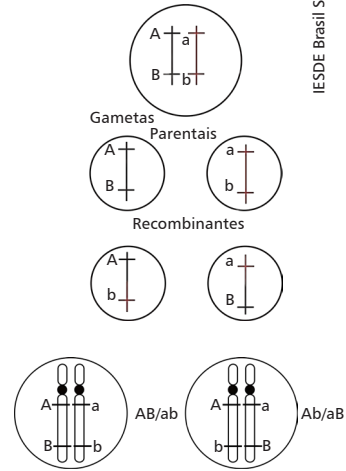 A a
B b
IESDE Brasil S
Gametas
Parentais
A a
B b
Recombinantes
A a
b B
A a A a
AB/ab Ab/aB
B b b B